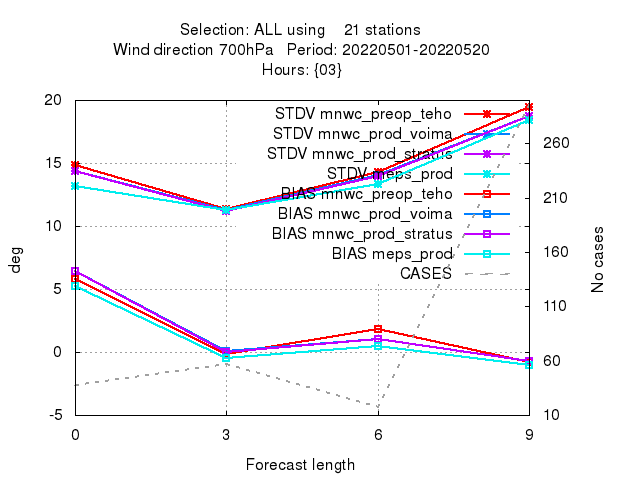 Selection: ALL using 21 stations
Wind direction 700hPa Period: 20220501-20220520
Hours: {03}
20
15
10
5
0
-5
deg
STDV mnwc_preop_teho
STDV mnwc_prod_voima
STDV mnwc_prod_stratus
STDV meps_prod
BIAS mnwc_preop_teho
BIAS mnwc_prod_voima
BIAS mnwc_prod_stratus
BIAS meps_prod
CASES
260
210
160
110
60
10
No cases
0 3 6 9
Forecast length